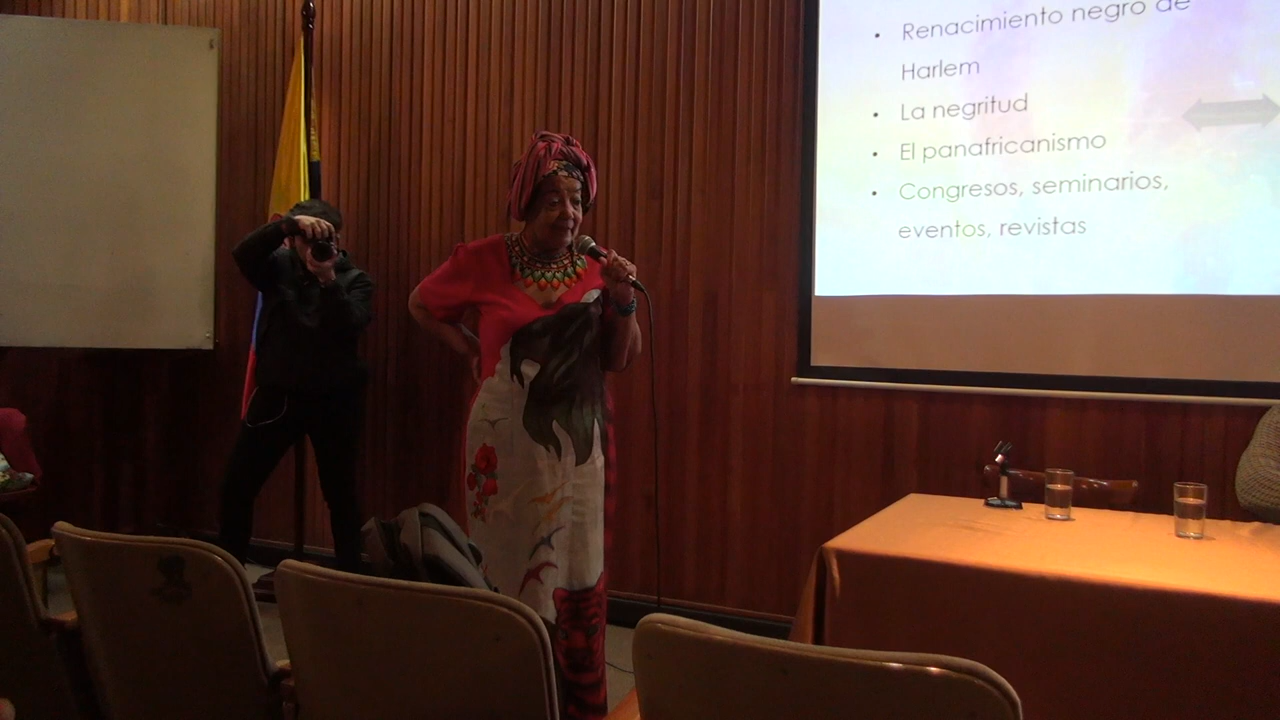 • Renacimiento negro de
Harlem
• La negritud
• El panafricanismo
• Congresos, seminarios,
eventos, revistas